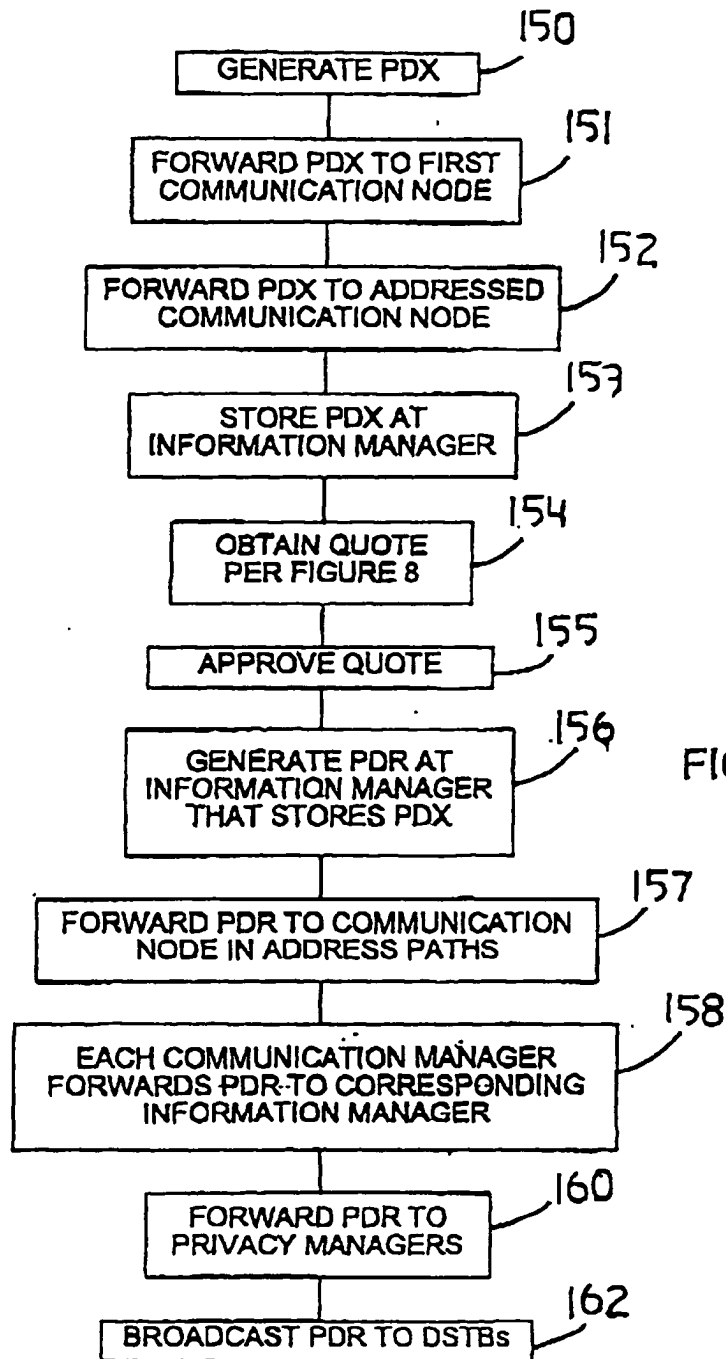 150
GENERATE PDX
151
FORWARD PDX TO FIRST
COMMUNICATION NODE
152
FORWARD PDX TO ADDRESSED
COMMUNICATION NODE
153
STORE PDX AT
INFORMATION MANAGER
154
OBTAIN QUOTE
PER FIGURE 8
155
APPROVE QUOTE
156
GENERATE PDR AT
INFORMATION MANAGER
THAT STORES PDX
157
FORWARD PDR TO COMMUNICATION
NODE IN ADDRESS PATHS
158
EACH COMMUNICATION MANAGER
FORWARDS PDR TO CORRESPONDING
INFORMATION MANAGER
160
FORWARD PDR TO
PRIVACY MANAGERS
162
BROADCAST PDR TO DSTBs